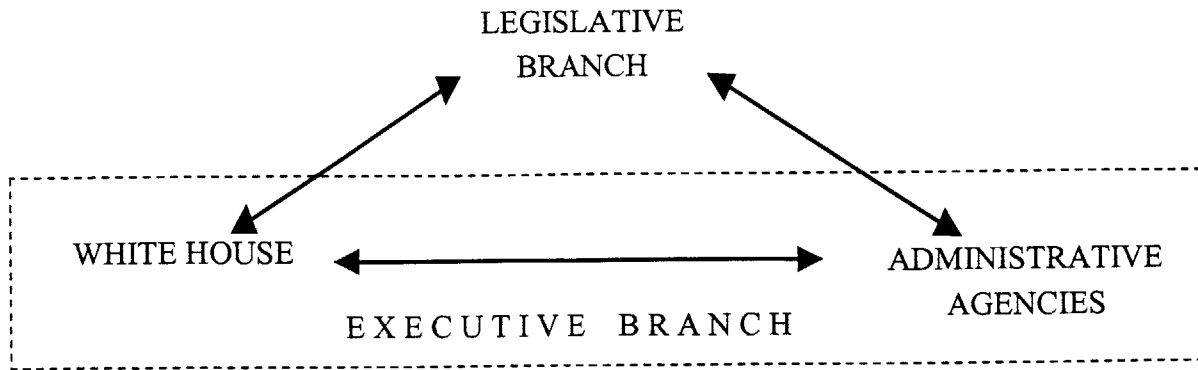 LEGISLATIVE
BRANCH
WHITE HOUSE
ADMINISTRATIVE
AGENCIES
EXECUTIVE BRANCH